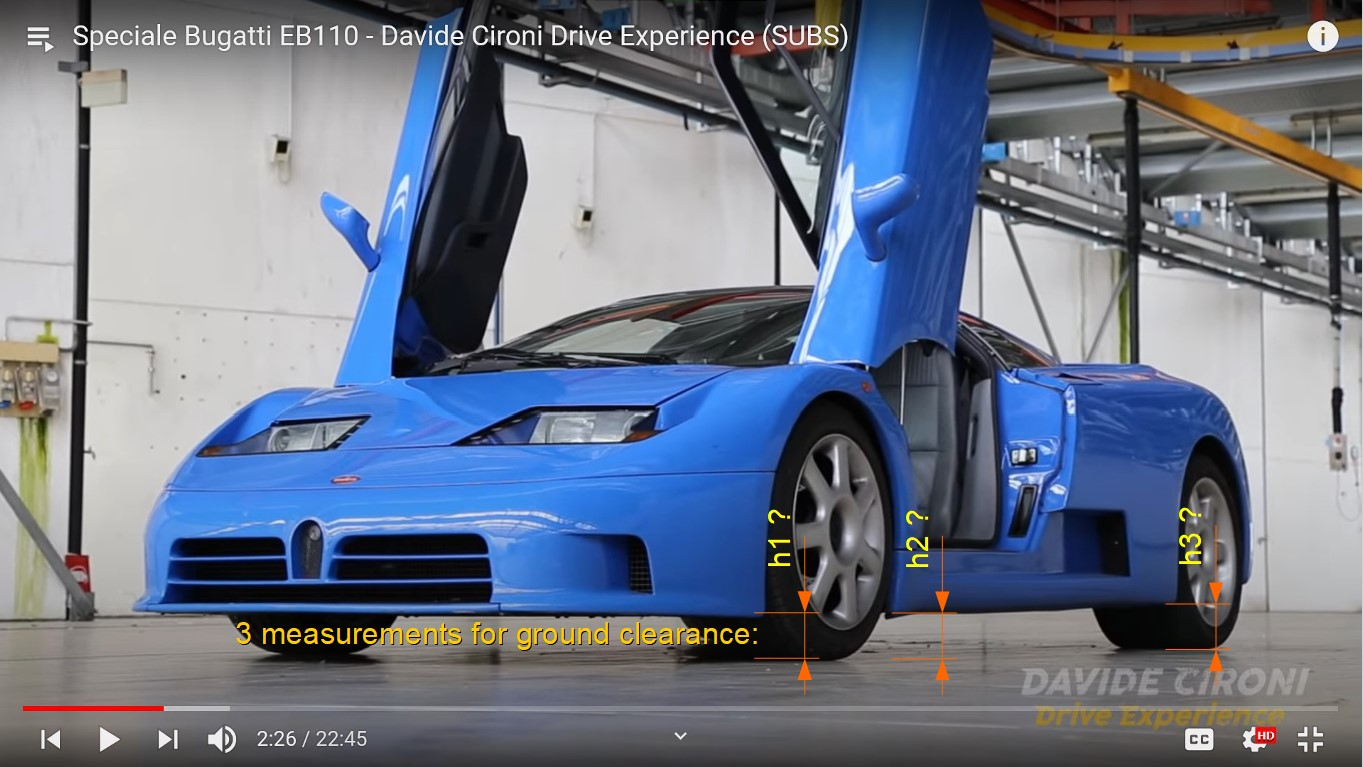 Speciale Bugatti EB110 - Davide Cironi Drive Experience (SUBS)
h1 ?
h2 ?
h3 ?
3 measurements for ground clearance:
DAVIDE CIRONI
Drive Experience
2:26 / 22:45
CC
HD